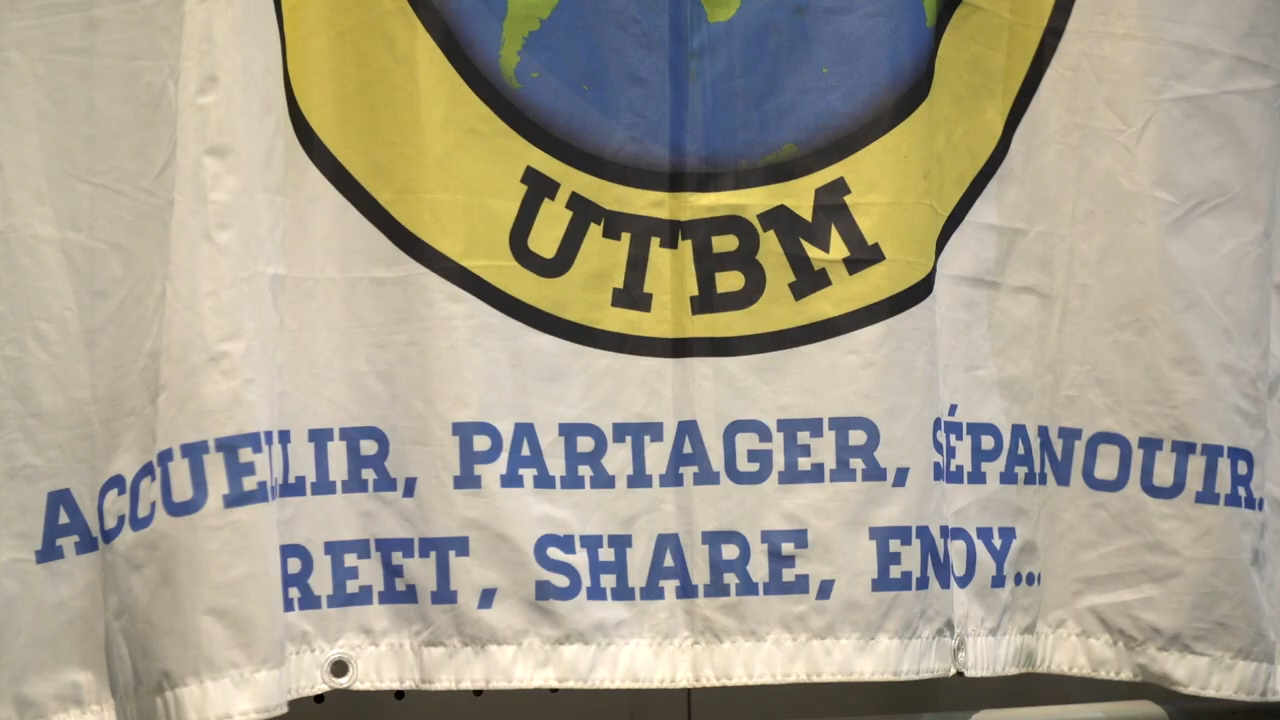 UTBM
ACCUEILLIR, PARTAGER, SÉPANOUIR.
REET, SHARE, ENJOY...